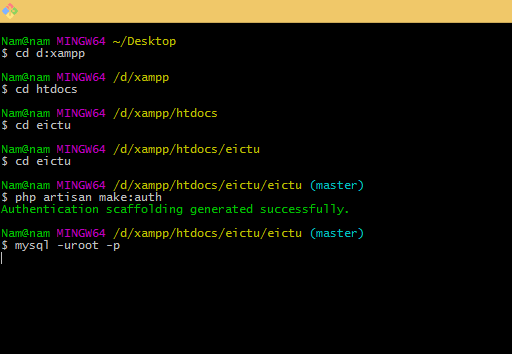 Nam@nam MINGW64 ~/Desktop
$ cd d:xampp
Nam@nam MINGW64 /d/xampp
$ cd htdocs
Nam@nam MINGW64 /d/xampp/htdocs
$ cd eictu
Nam@nam MINGW64 /d/xampp/htdocs/eictu
$ cd eictu
Nam@nam MINGW64 /d/xampp/htdocs/eictu/eictu (master)
$ php artisan make:auth
Authentication scaffolding generated successfully.
Nam@nam MINGW64 /d/xampp/htdocs/eictu/eictu (master)
$ mysql -uroot -p